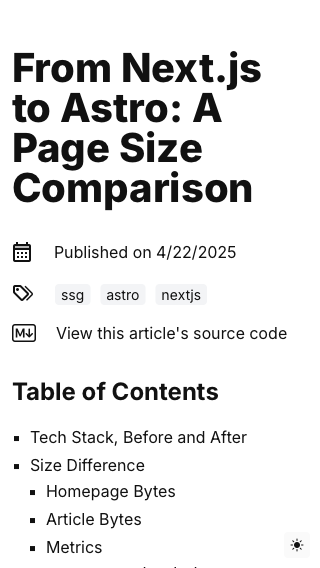 From Next.js
to Astro: A
Page Size
Comparison
Published on 4/22/2025
ssg astro nextjs
View this article's source code
Table of Contents
Tech Stack, Before and After
Size Difference
Homepage Bytes
Article Bytes
Metrics